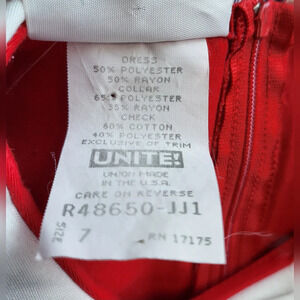 DRESS
50% POLYESTER
50% RAYON
COLLAR
65% POLYESTER
35% RAYON
CHECK
60% COTTON
40% POLYESTER
EXCLUSIVE OF TRIM
UNITE!
UNION MADE
IN THE U.S.A.
CARE ON REVERSE
R48650-JJ1
SIZE 7 RN 17175